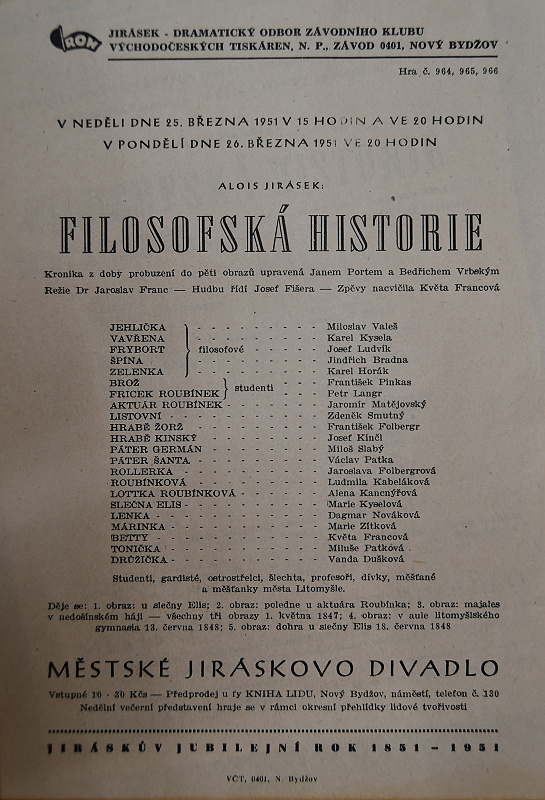 JRON
JIRÁSEK - DRAMATICKÝ ODBOR ZÁVODNÍHO KLUBU
VÝCHODOČESKÝCH TISKÁREN, N. P., ZÁVOD 0401, NOVÝ BYDŽOV
Hra č. 964, 965, 966
V NEDĚLI DNE 25. BŘEZNA 1951 V 15 HODIN A VE 20 HODIN
V PONDĚLÍ DNE 26. BŘEZNA 1951 VE 20 HODIN
ALOIS JIRÁSEK:
FILOSOFSKÁ HISTORIE
Kronika z doby probuzení do pěti obrazů upravená Janem Portem a Bedřichem Vrbským
Režie Dr Jaroslav Franc — Hudbu řídí Josef Fišera — Zpěvy nacvičila Květa Francová
JEHLIČKA - - - - - - - - - Miloslav Valeš
VAVŘENA - - - - - - - - - Karel Kysela
FRYBORT } filosofové - - - - - Josef Ludvík
ŠPÍNA - - - - - - - - - Jindřich Bradna
ZELENKA - - - - - - - - - Karel Horák
BROŽ } studenti - - - František Pinkas
FRICEK ROUBÍNEK - - - Petr Langr
AKTUÁR ROUBÍNEK - - - - - - - Jaromír Matějovský
LISTOVNÍ - - - - - - - - - Zdeněk Smutný
HRABĚ ŽORŽ - - - - - - - - František Folbergr
HRABĚ KINSKÝ - - - - - - - - Josef Kinčl
PÁTER GERMÁN - - - - - - - - Miloš Slabý
PÁTER ŠANTA - - - - - - - - Václav Patka
ROLLERKA - - - - - - - - - Jaroslava Folbergrová
ROUBÍNKOVÁ - - - - - - - - Ludmila Kabeláková
LOTTKA ROUBÍNKOVÁ - - - - - - Alena Kancnýřová
SLEČNA ELIS - - - - - - - - Marie Kyselová
LENKA - - - - - - - - - Dagmar Nováková
MÁRINKA - - - - - - - - - Marie Zítková
BETTY - - - - - - - - - Květa Francová
TONIČKA - - - - - - - - - Miluše Patková
DRUŽIČKA - - - - - - - - - Vanda Dušková
Studenti, gardisté, ostrostřelci, šlechta, profesoři, dívky, měšťané
a měšťanky města Litomyšle.
Děje se: 1. obraz: u slečny Elis; 2. obraz: poledne u aktuára Roubínka; 3. obraz: majales
v nedošínském háji — všechny tři obrazy 1. května 1847; 4. obraz: v aule litomyšlského
gymnasia 13. června 1848; 5. obraz: dohra u slečny Elis 18. června 1848
MĚSTSKÉ JIRÁSKOVO DIVADLO
Vstupné 10 - 30 Kčs — Předprodej u fy KNIHA LIDU, Nový Bydžov, náměstí, telefon č. 130
Nedělní večerní představení hraje se v rámci okresní přehlídky lidové tvořivosti
JIRÁSKŮV JUBILEJNÍ ROK 1851 - 1951
VČT, 0401, N. Bydžov